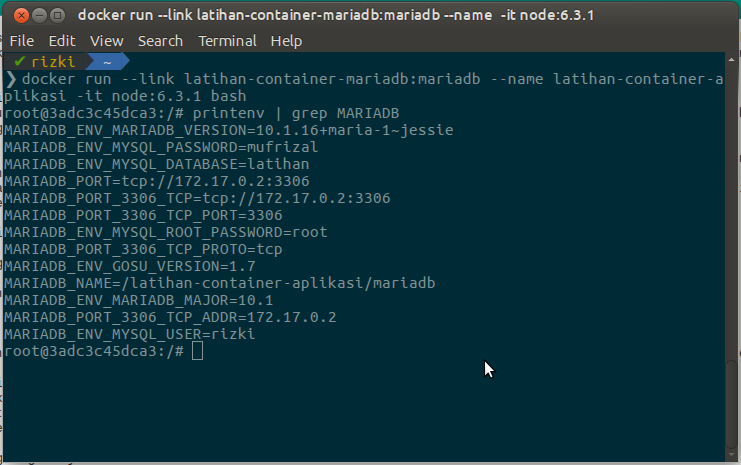 docker run --link latihan-container-mariadb:mariadb --name  -it node:6.3.1
File Edit View Search Terminal Help
✔ rizki ~
❯ docker run --link latihan-container-mariadb:mariadb --name latihan-container-a
plikasi -it node:6.3.1 bash
root@3adc3c45dca3:/# printenv | grep MARIADB
MARIADB_ENV_MARIADB_VERSION=10.1.16+maria-1~jessie
MARIADB_ENV_MYSQL_PASSWORD=mufrizal
MARIADB_ENV_MYSQL_DATABASE=latihan
MARIADB_PORT=tcp://172.17.0.2:3306
MARIADB_PORT_3306_TCP=tcp://172.17.0.2:3306
MARIADB_PORT_3306_TCP_PORT=3306
MARIADB_ENV_MYSQL_ROOT_PASSWORD=root
MARIADB_PORT_3306_TCP_PROTO=tcp
MARIADB_ENV_GOSU_VERSION=1.7
MARIADB_NAME=/latihan-container-aplikasi/mariadb
MARIADB_ENV_MARIADB_MAJOR=10.1
MARIADB_PORT_3306_TCP_ADDR=172.17.0.2
MARIADB_ENV_MYSQL_USER=rizki
root@3adc3c45dca3:/#